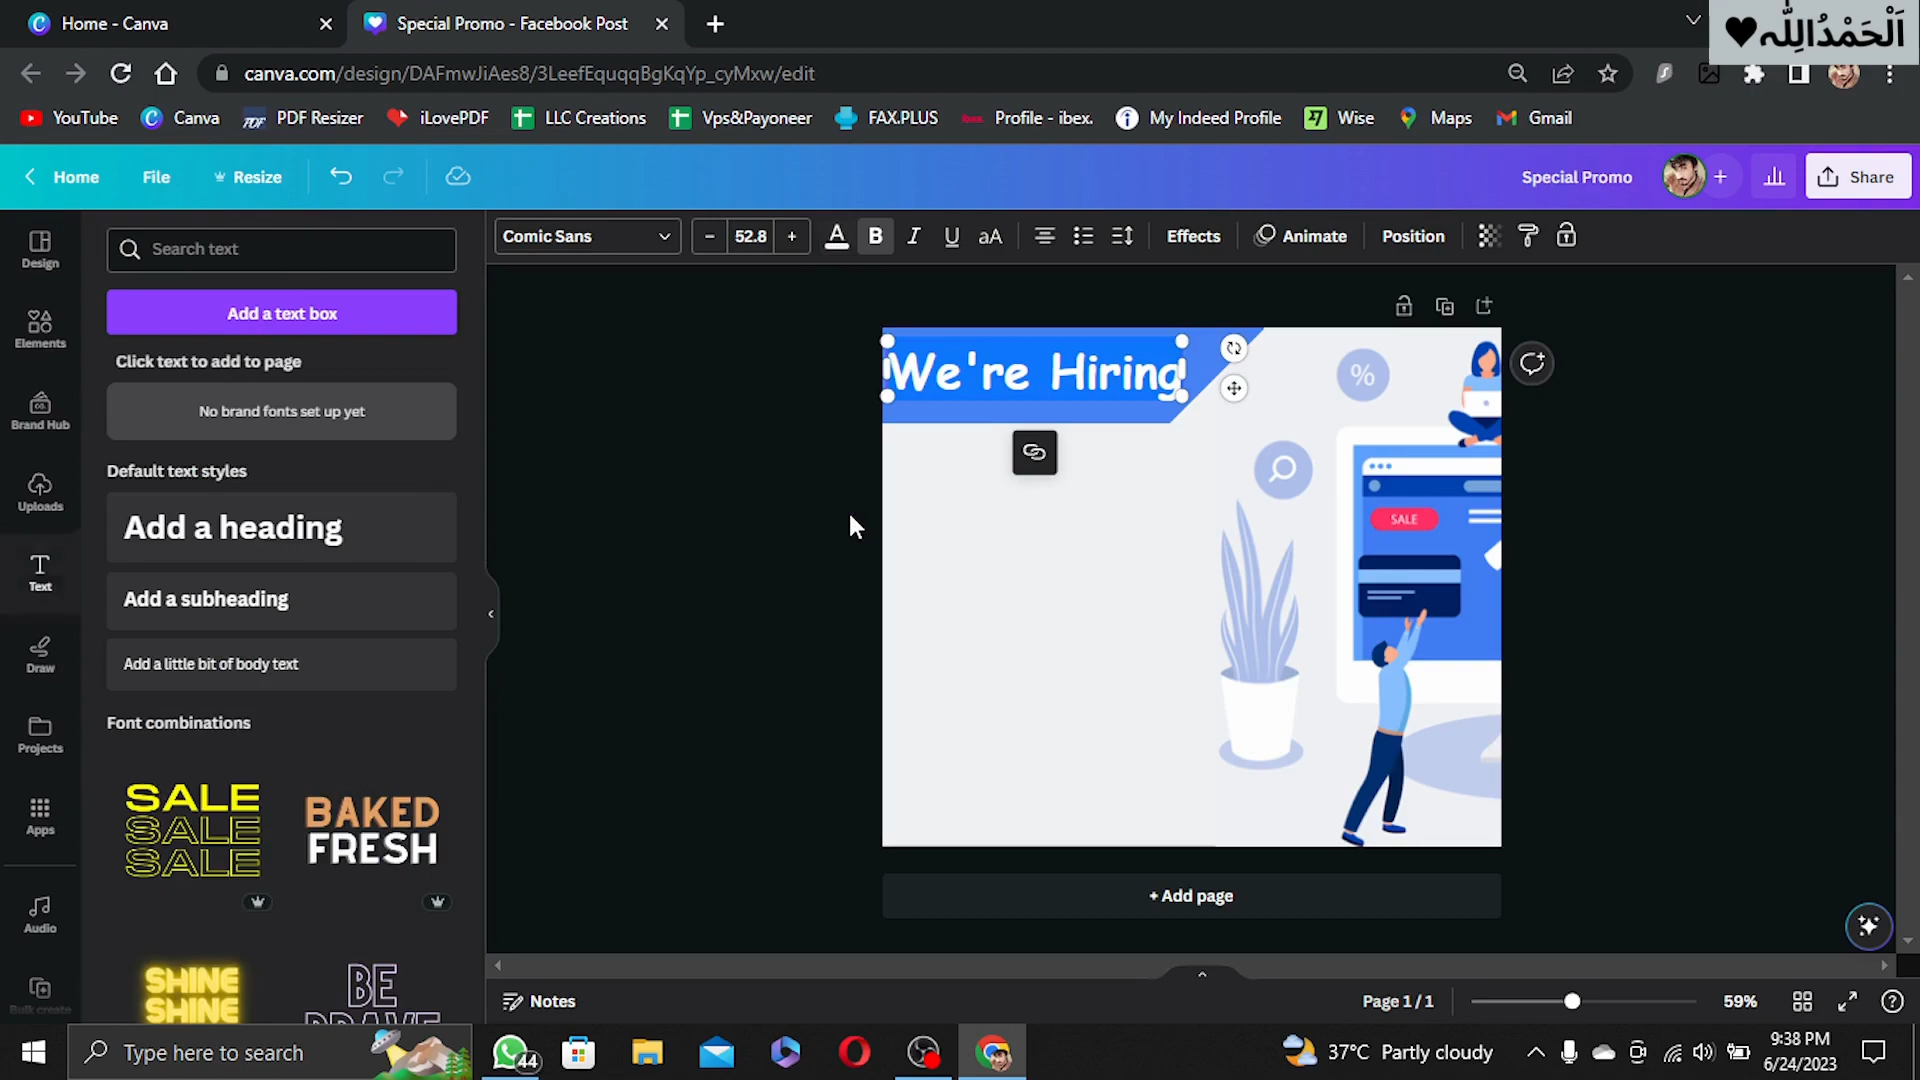 Home - Canva
Special Promo - Facebook Post
اَلْحَمْدُلِلّٰه
canva.com/design/DAFmwJiAes8/3LeefEquqqBgKqYp_cyMxw/edit
YouTube
Canva
PDF Resizer
iLovePDF
LLC Creations
Vps&Payoneer
FAX.PLUS
Profile - ibex.
My Indeed Profile
Wise
Maps
Gmail
Home
File
Resize
Special Promo
Share
Design
Elements
Brand Hub
Uploads
Text
Draw
Projects
Apps
Audio
Bulk create
Search text
Add a text box
Click text to add to page
No brand fonts set up yet
Default text styles
Add a heading
Add a subheading
Add a little bit of body text
Font combinations
SALE
SALE
SALE
BAKED
FRESH
SHINE
SHINE
BE
BRAVE
Comic Sans
52.8
A
B
I
U
aA
Effects
Animate
Position
We're Hiring
%
SALE
+ Add page
Notes
Page 1 / 1
59%
Type here to search
44
37°C Partly cloudy
9:38 PM
6/24/2023